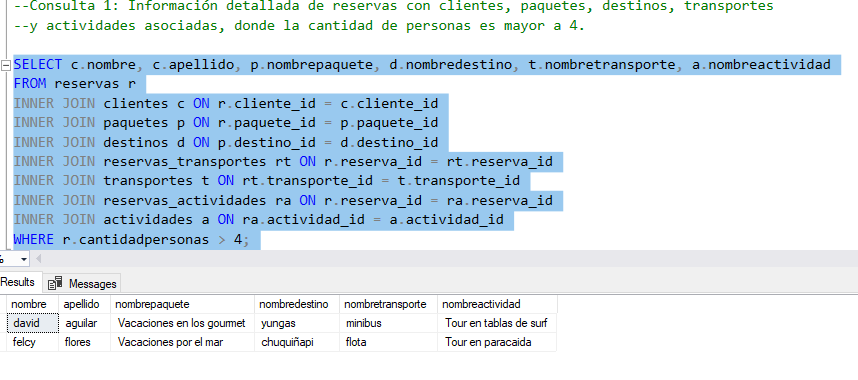 --Consulta 1: Información detallada de reservas con clientes, paquetes, destinos, transportes
--y actividades asociadas, donde la cantidad de personas es mayor a 4.
SELECT c.nombre, c.apellido, p.nombrepaquete, d.nombredestino, t.nombretransporte, a.nombreactividad
FROM reservas r
INNER JOIN clientes c ON r.cliente_id = c.cliente_id
INNER JOIN paquetes p ON r.paquete_id = p.paquete_id
INNER JOIN destinos d ON p.destino_id = d.destino_id
INNER JOIN reservas_transportes rt ON r.reserva_id = rt.reserva_id
INNER JOIN transportes t ON rt.transporte_id = t.transporte_id
INNER JOIN reservas_actividades ra ON r.reserva_id = ra.reserva_id
INNER JOIN actividades a ON ra.actividad_id = a.actividad_id
WHERE r.cantidadpersonas > 4;
%
Results Messages
nombre apellido nombrepaquete nombredestino nombretransporte nombreactividad
david aguilar Vacaciones en los gourmet yungas minibus Tour en tablas de surf
felcy flores Vacaciones por el mar chuquiñapi flota Tour en paracaida